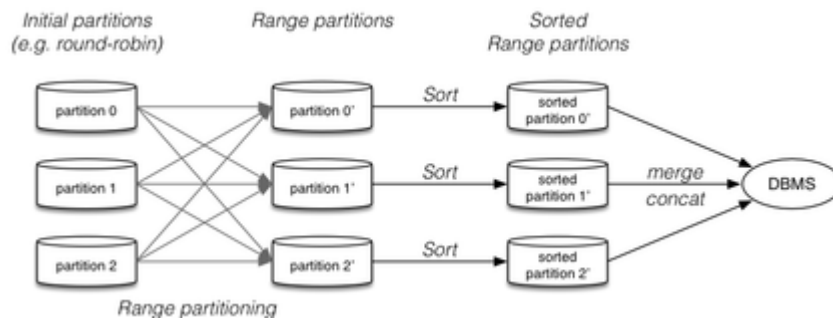 Initial partitions
(e.g. round-robin)
Range partitions
Sorted
Range partitions
partition 0
partition 0'
Sort
sorted
partition 0'
partition 1
partition 1'
Sort
sorted
partition 1'
merge
concat
DBMS
partition 2
partition 2'
Sort
sorted
partition 2'
Range partitioning